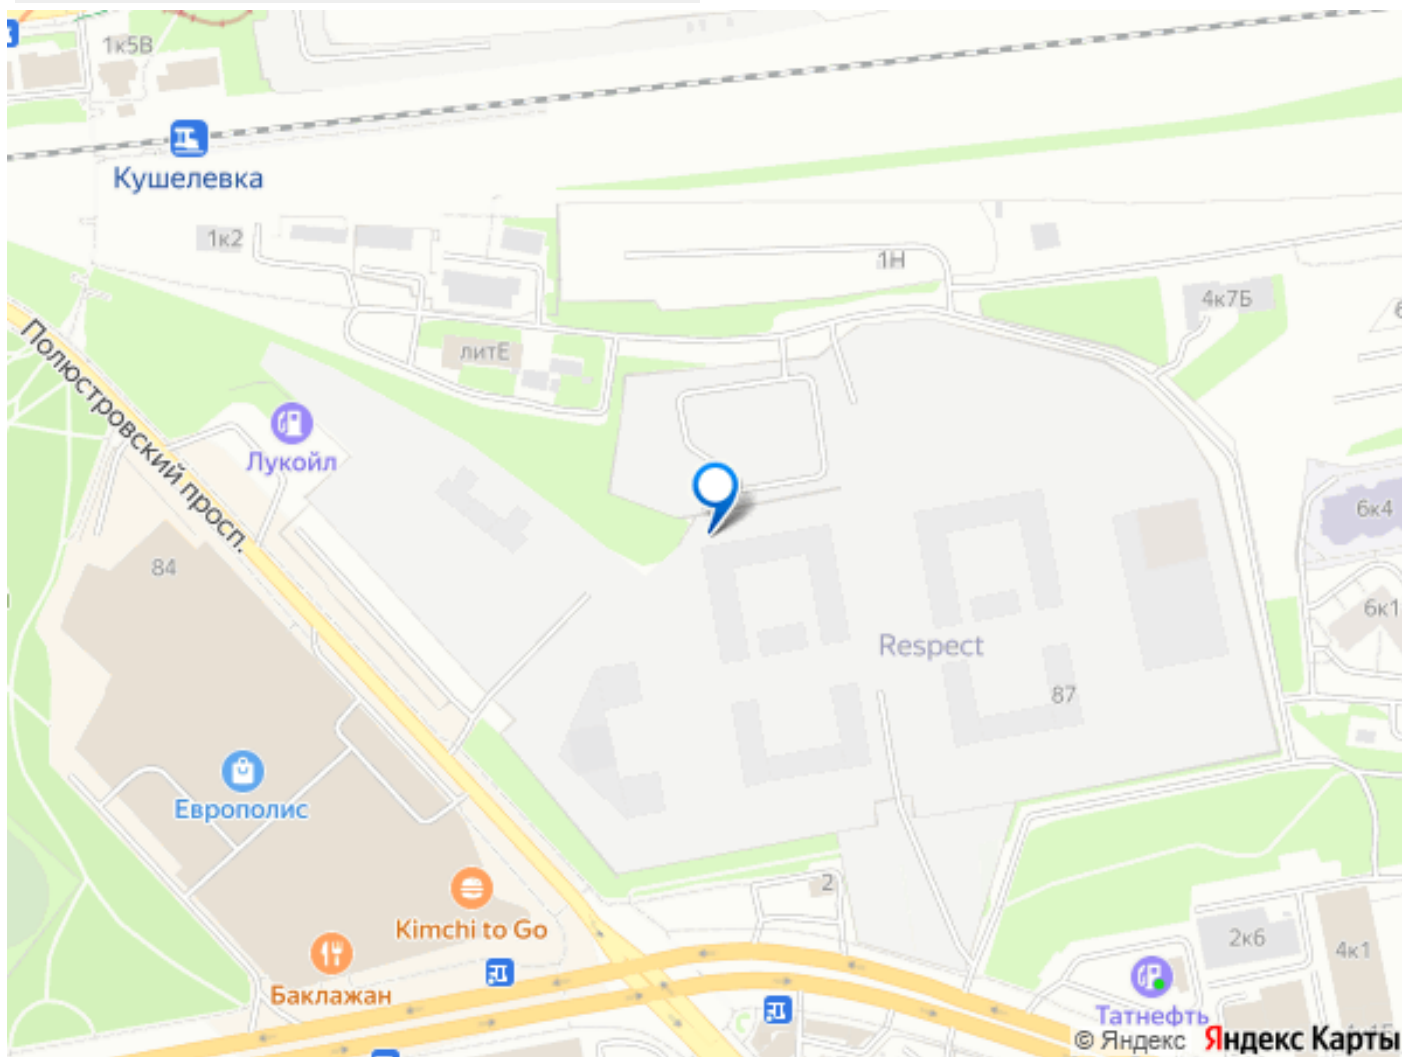 1к5В
Кушелевка
1к2
1Н
4к7Б
литЕ
Полюстровский просп.
Лукойл
6к4
84
6к1
Respect
87
Европолис
2
Kimchi to Go
2к6
4к1
Баклажан
Татнефть
© Яндекс Яндекс Карты